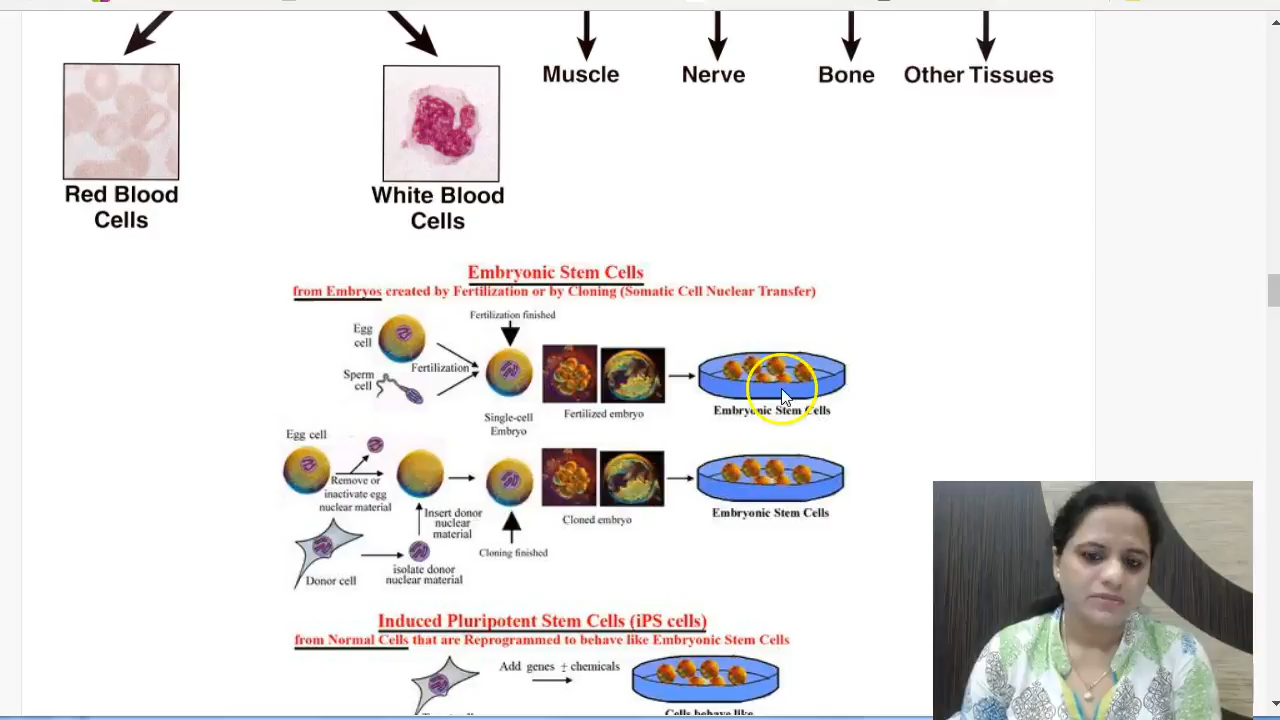 Muscle
Nerve
Bone
Other Tissues
Red Blood
Cells
White Blood
Cells
Embryonic Stem Cells
from Embryos created by Fertilization or by Cloning (Somatic Cell Nuclear Transfer)
Fertilization finished
Egg
cell
Fertilization
Sperm
cell
Single-cell
Embryo
Fertilized embryo
Embryonic Stem Cells
Egg cell
Remove or
inactivate egg
nuclear material
Insert donor
nuclear
material
Cloned embryo
Embryonic Stem Cells
Cloning finished
Donor cell
isolate donor
nuclear material
Induced Pluripotent Stem Cells (iPS cells)
from Normal Cells that are Reprogrammed to behave like Embryonic Stem Cells
Add genes ± chemicals
Cells behave like